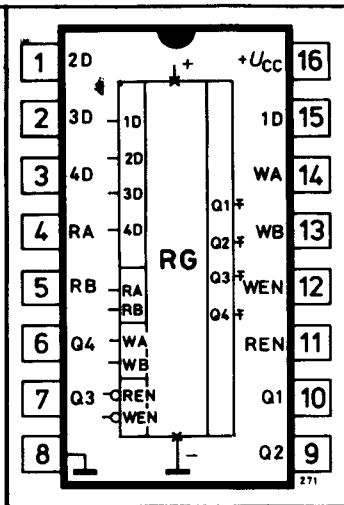 1 2D + +UCC 16
2 3D 1D 1D 15
2D
3 4D 3D WA 14
4 RA 4D Q1 WB 13
RG Q2
5 RB RA Q3 WEN 12
RB Q4
6 Q4 WA REN 11
WB
7 Q3 REN Q1 10
WEN
8 - Q2 9
271